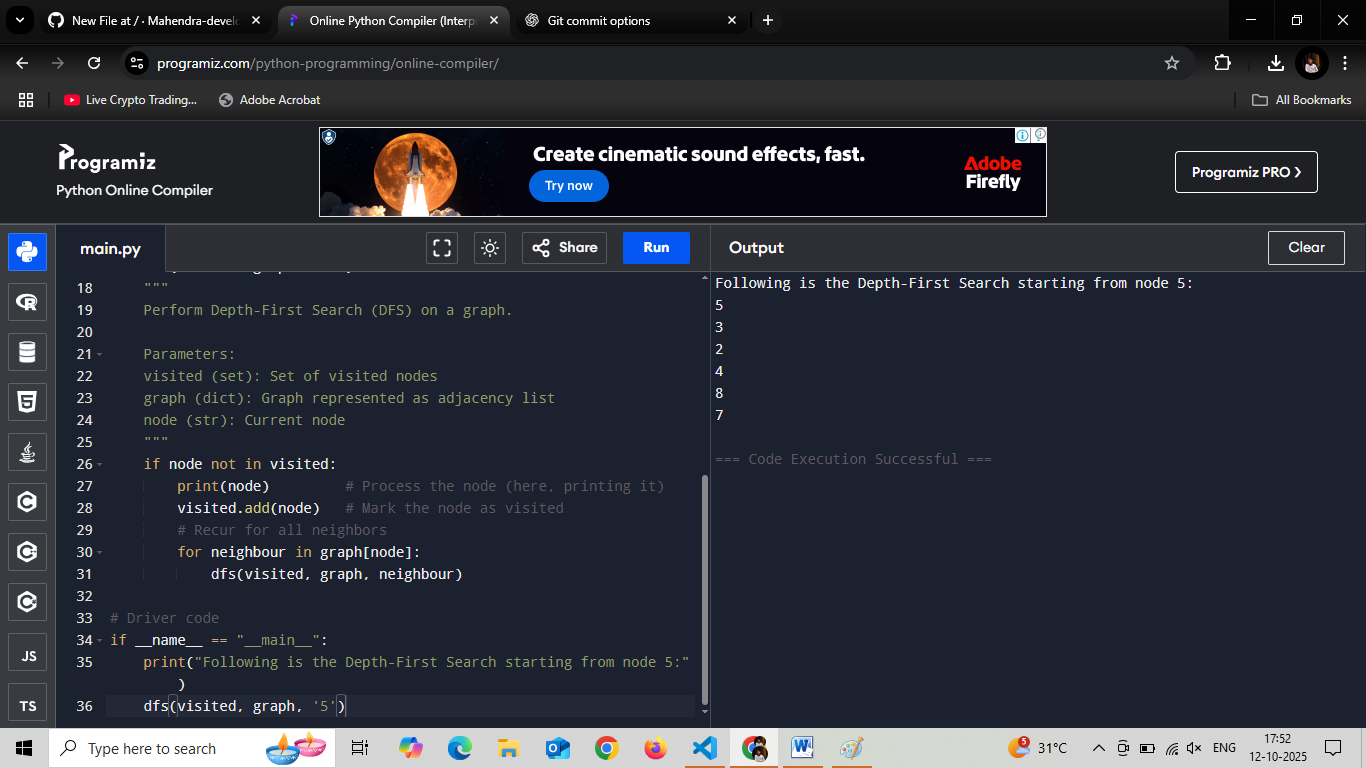 New File at / · Mahendra-devel
Online Python Compiler (Interp
Git commit options
programiz.com/python-programming/online-compiler/
Live Crypto Trading...
Adobe Acrobat
All Bookmarks
Programiz
Python Online Compiler
Create cinematic sound effects, fast.
Try now
Adobe
Firefly
Programiz PRO ❯
main.py
Share
Run
Output
Clear
18 """
19 Perform Depth-First Search (DFS) on a graph.
20
21 Parameters:
22 visited (set): Set of visited nodes
23 graph (dict): Graph represented as adjacency list
24 node (str): Current node
25 """
26 if node not in visited:
27 print(node) # Process the node (here, printing it)
28 visited.add(node) # Mark the node as visited
29 # Recur for all neighbors
30 for neighbour in graph[node]:
31 dfs(visited, graph, neighbour)
32
33 # Driver code
34 if __name__ == "__main__":
35 print("Following is the Depth-First Search starting from node 5:"
)
36 dfs(visited, graph, '5')
Following is the Depth-First Search starting from node 5:
5
3
2
4
8
7
=== Code Execution Successful ===
JS
TS
Type here to search
5
31°C
ENG
17:52
12-10-2025